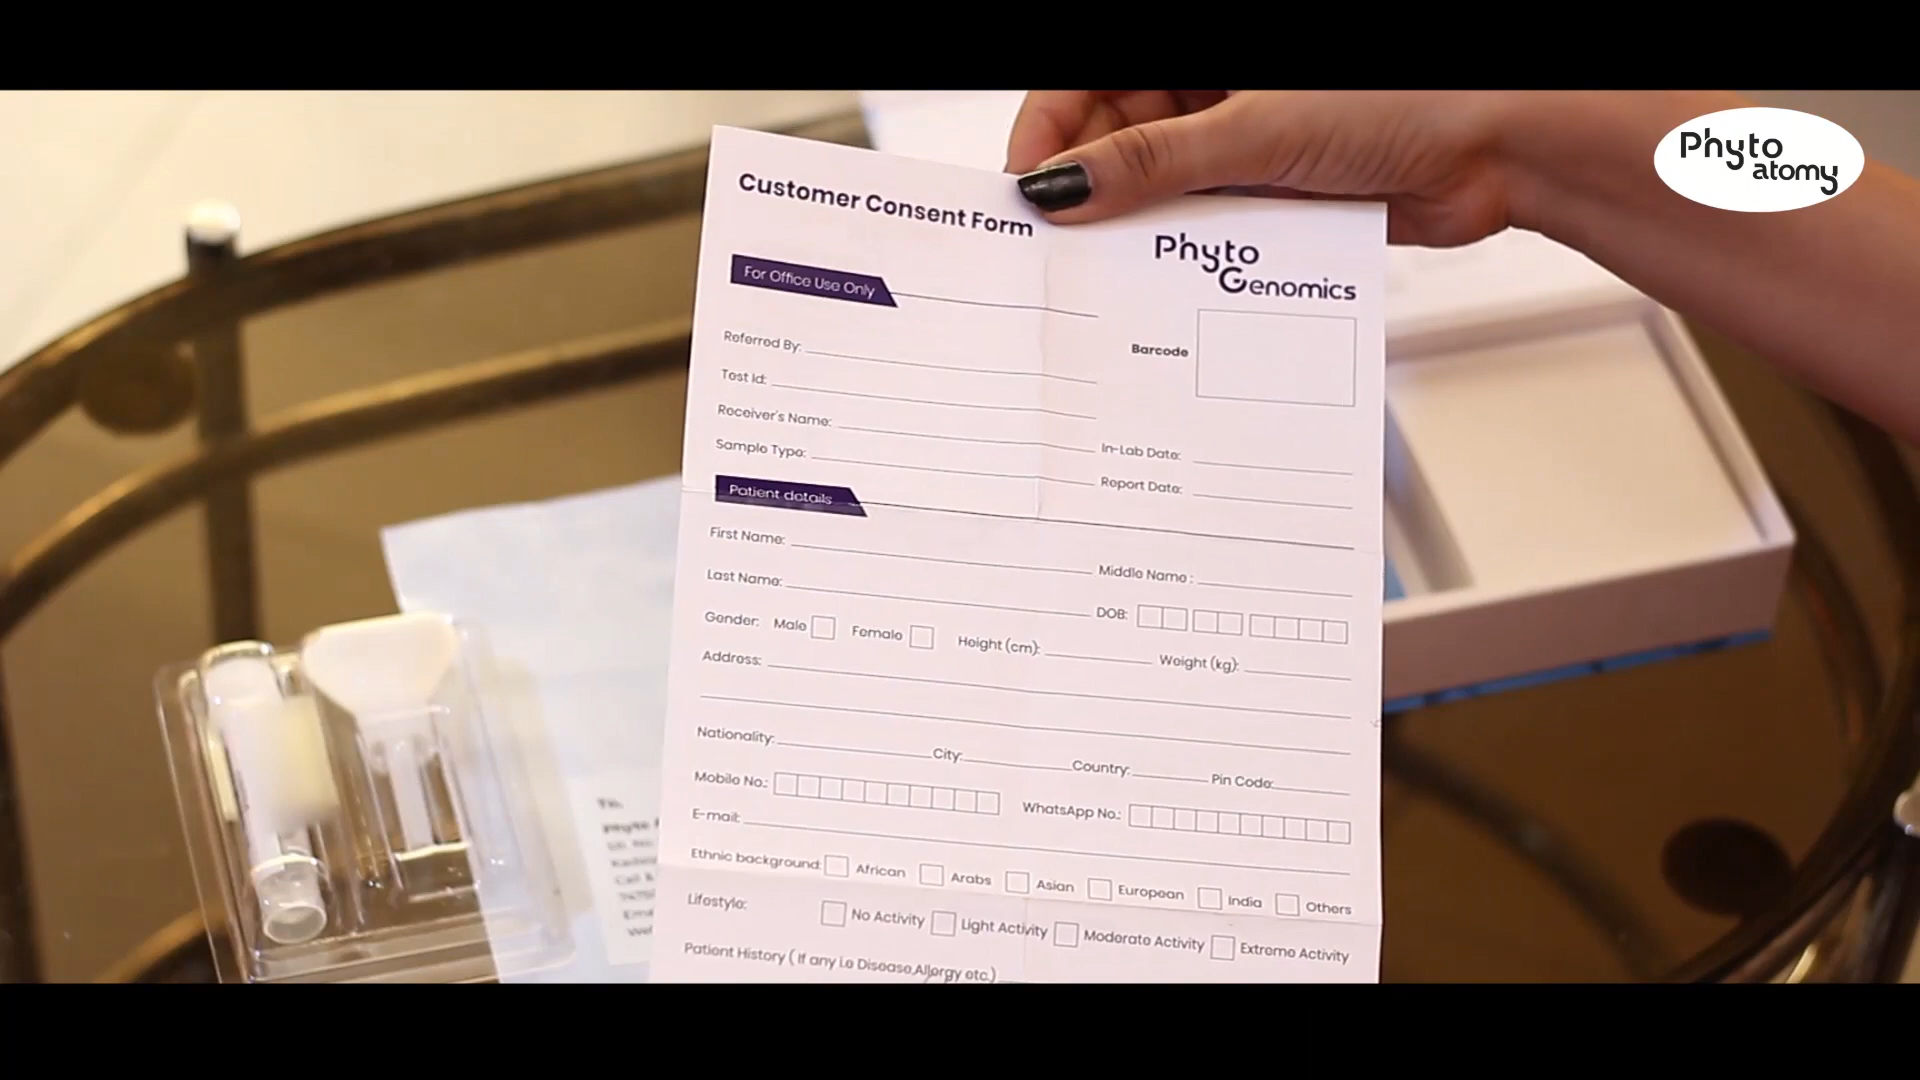 Phyto
atomy
Customer Consent Form
Phyto
Genomics
For Office Use Only
Barcode
Referred By:
Test Id:
Receiver's Name:
In-Lab Date:
Sample Type:
Report Date:
Patient details
First Name:
Middle Name :
Last Name:
DOB:
Gender: Male Female Height (cm): Weight (kg):
Address:
Nationality: City: Country: Pin Code:
Mobile No.: WhatsApp No.:
E-mail:
Ethnic background: African Arabs Asian European India Others
Lifestyle: No Activity Light Activity Moderate Activity Extreme Activity
Patient History ( If any i.e Disease,Allergy etc.)
To,
Phyto